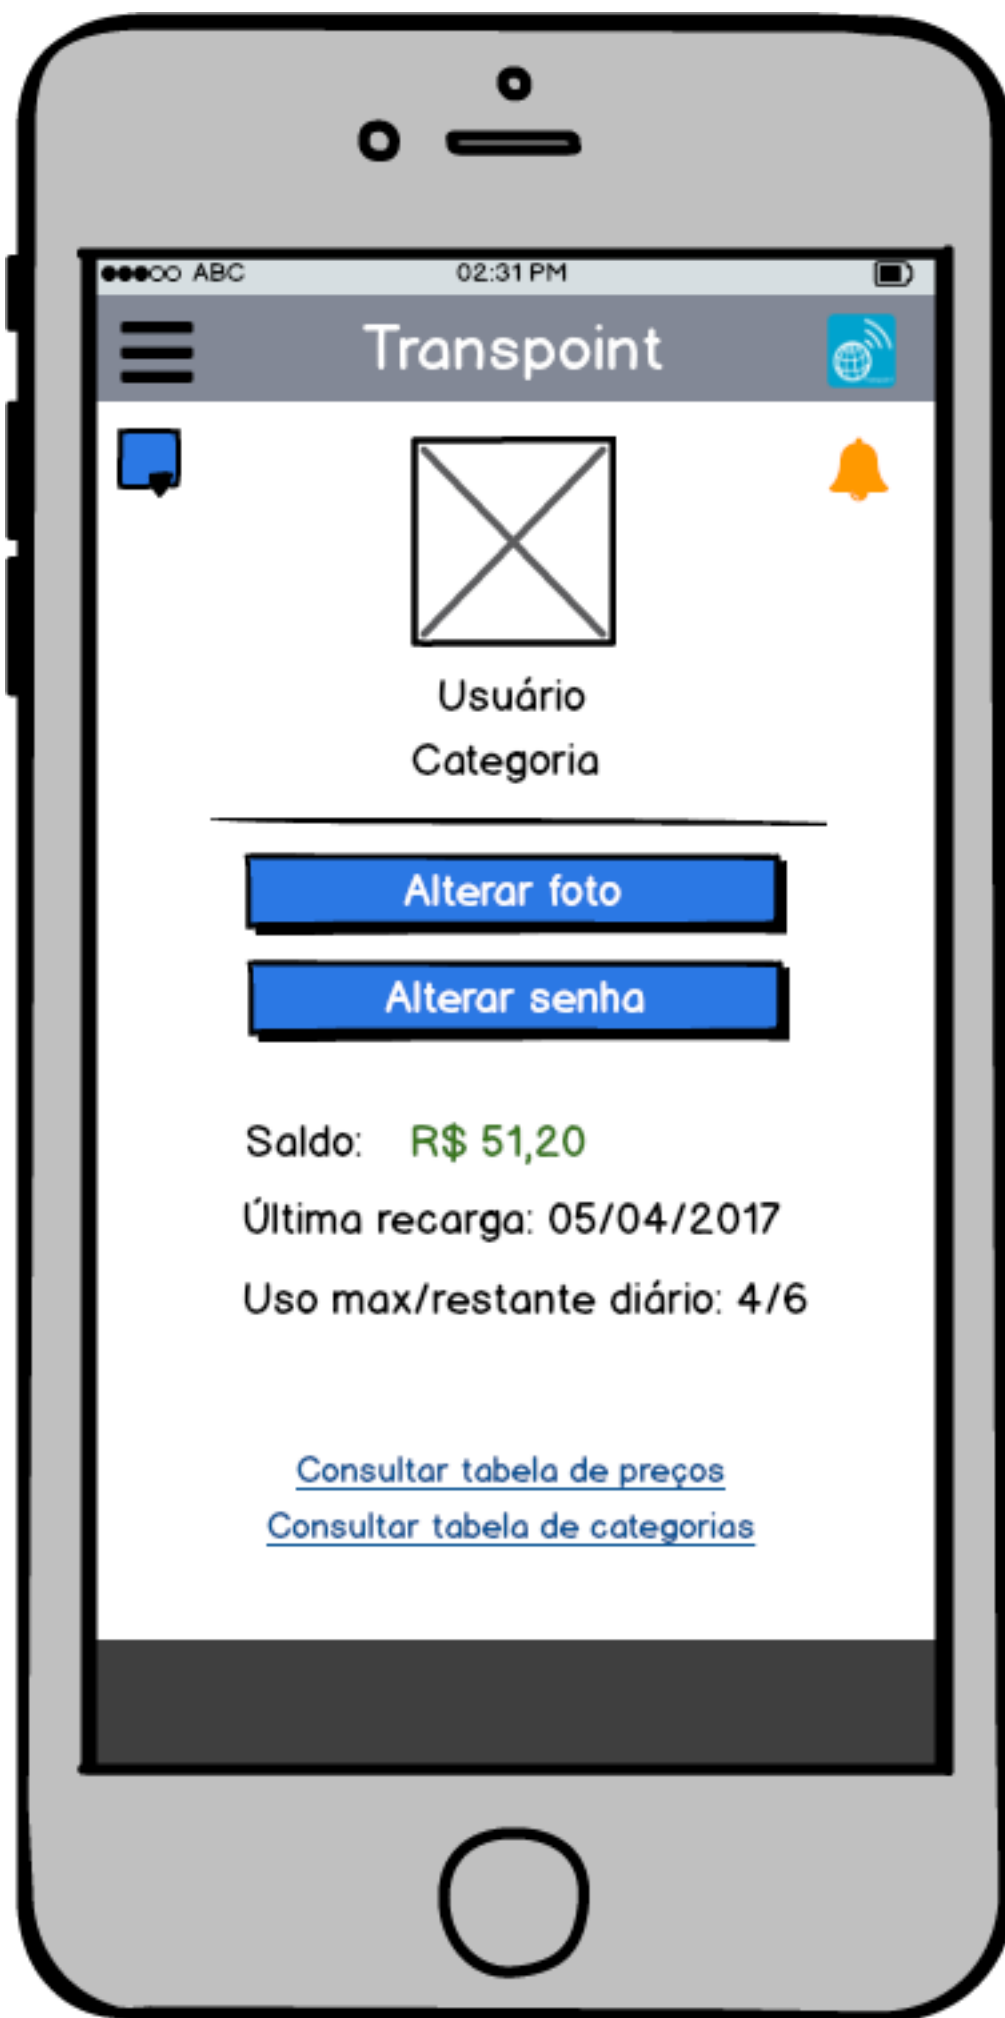 ABC 02:31 PM
Transpoint
Usuário
Categoria
Alterar foto
Alterar senha
Saldo: R$ 51,20
Última recarga: 05/04/2017
Uso max/restante diário: 4/6
Consultar tabela de preços
Consultar tabela de categorias